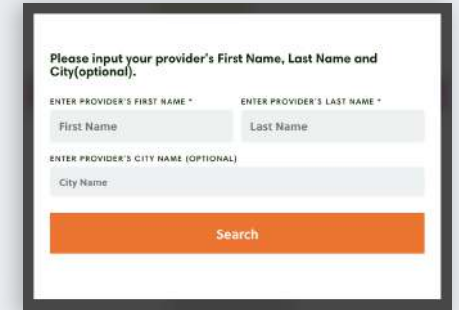 Please input your provider's First Name, Last Name and
City(optional).
ENTER PROVIDER'S FIRST NAME * ENTER PROVIDER'S LAST NAME *
First Name Last Name
ENTER PROVIDER'S CITY NAME (OPTIONAL)
City Name
Search